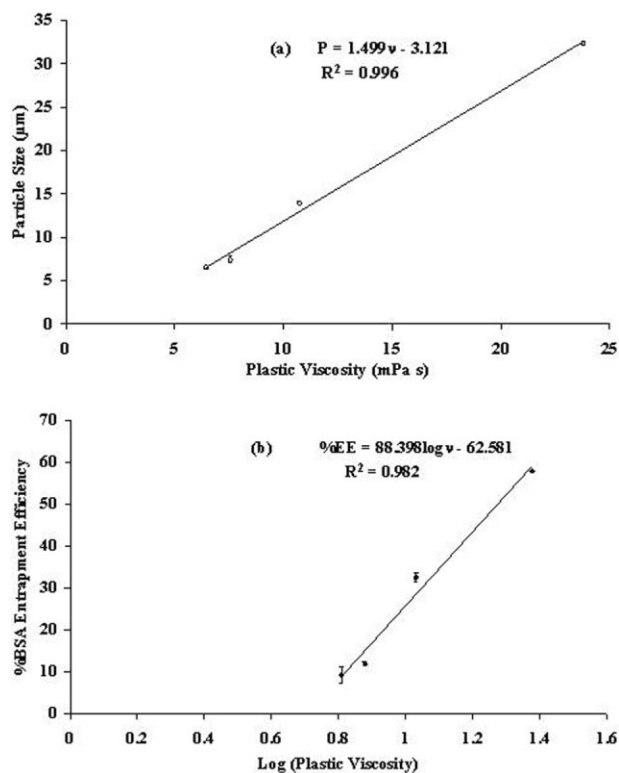 35
30
25
20
15
10
5
0
Particle Size (µm)
(a) P = 1.499ν - 3.121
R² = 0.996
0 5 10 15 20 25
Plastic Viscosity (mPa s)
70
60
50
40
30
20
10
0
%BSA Entrapment Efficiency
(b) %EE = 88.398logν - 62.581
R² = 0.982
0 0.2 0.4 0.6 0.8 1 1.2 1.4 1.6
Log (Plastic Viscosity)